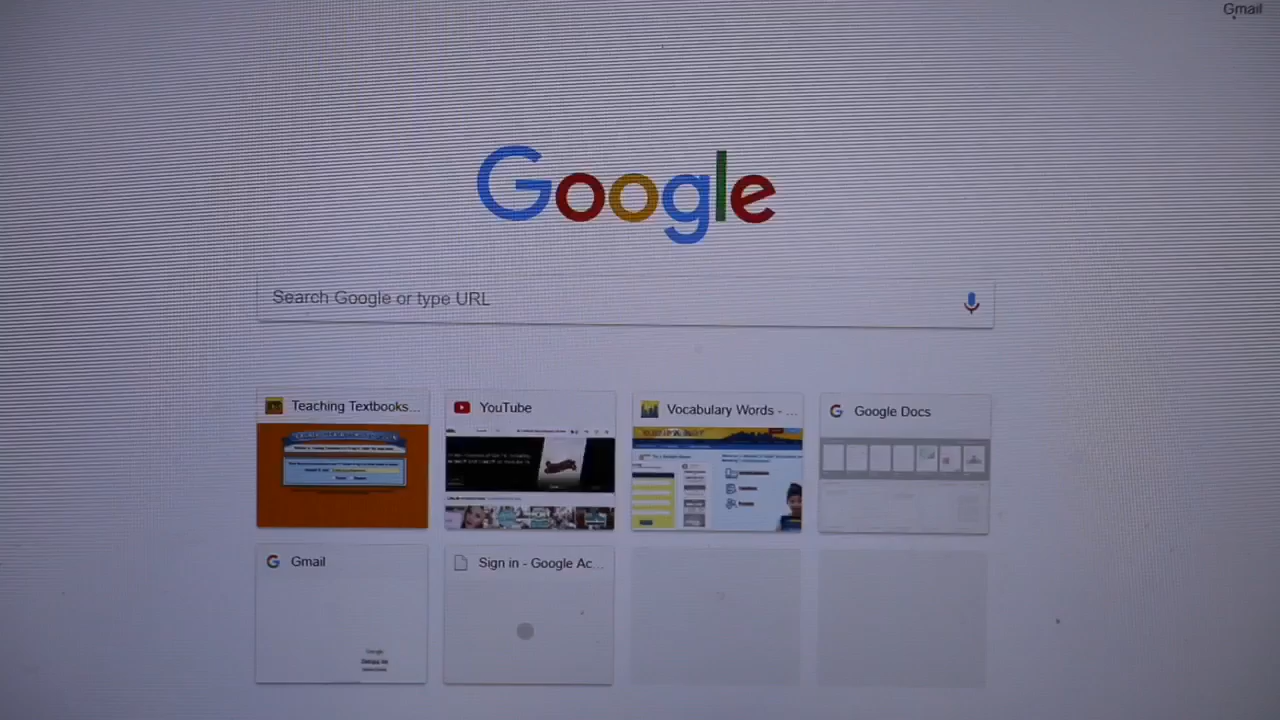 Gmail
Google
Search Google or type URL
Teaching Textbooks...
YouTube
Vocabulary Words - ...
Google Docs
Gmail
Sign in - Google Ac...
Google